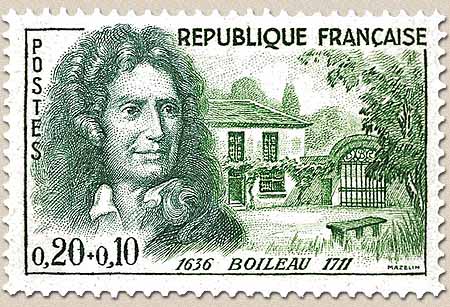 POSTES
REPUBLIQUE FRANÇAISE
0,20+0,10
1636 BOILEAU 1711
MAZELIN